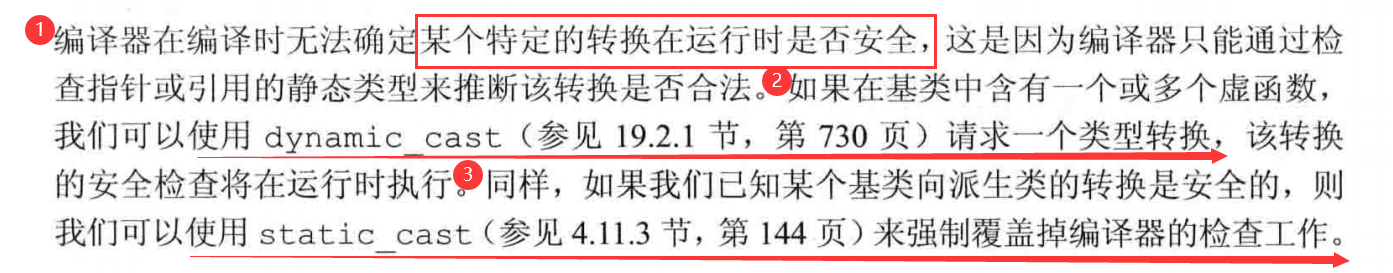 1 编译器在编译时无法确定某个特定的转换在运行时是否安全，这是因为编译器只能通过检
查指针或引用的静态类型来推断该转换是否合法。2 如果在基类中含有一个或多个虚函数，
我们可以使用 dynamic_cast（参见 19.2.1 节，第 730 页）请求一个类型转换，该转换
的安全检查将在运行时执行。3 同样，如果我们已知某个基类向派生类的转换是安全的，则
我们可以使用 static_cast（参见 4.11.3 节，第 144 页）来强制覆盖掉编译器的检查工作。